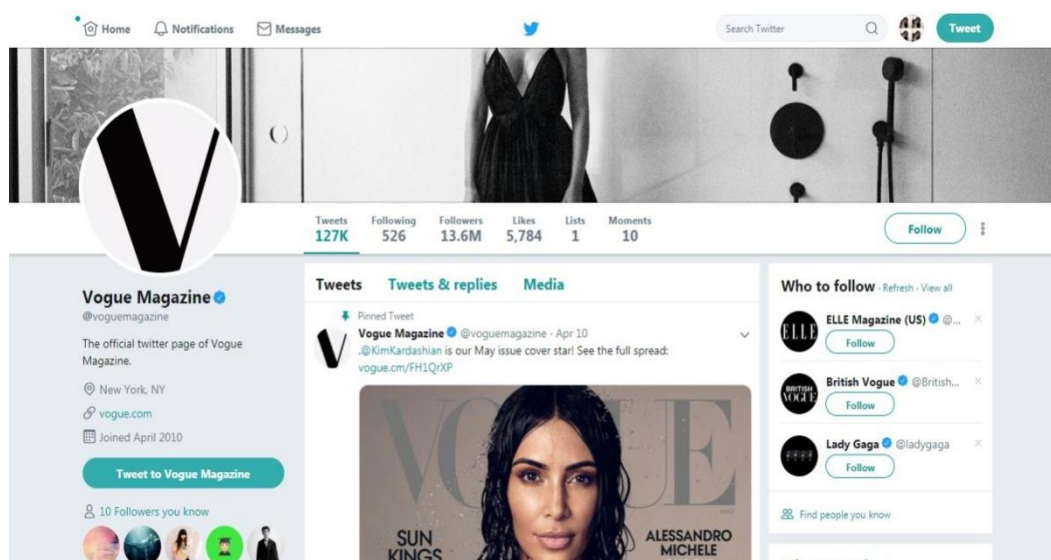 Home Notifications Messages
Search Twitter
Tweet
V
Tweets Following Followers Likes Lists Moments
127K 526 13.6M 5,784 1 10
Follow
Vogue Magazine
@voguemagazine
The official twitter page of Vogue
Magazine.
New York, NY
vogue.com
Joined April 2010
Tweet to Vogue Magazine
10 Followers you know
Tweets Tweets & replies Media
Pinned Tweet
Vogue Magazine @voguemagazine · Apr 10
.@KimKardashian is our May issue cover star! See the full spread:
vogue.cm/FH1QrXP
VOGUE
MAY
SUN
KINGS
ALESSANDRO
MICHELE
Who to follow · Refresh · View all
ELLE Magazine (US) @...
ELLE
Follow
British Vogue @British...
BRITISH
VOGUE
Follow
Lady Gaga @ladygaga
Follow
Find people you know